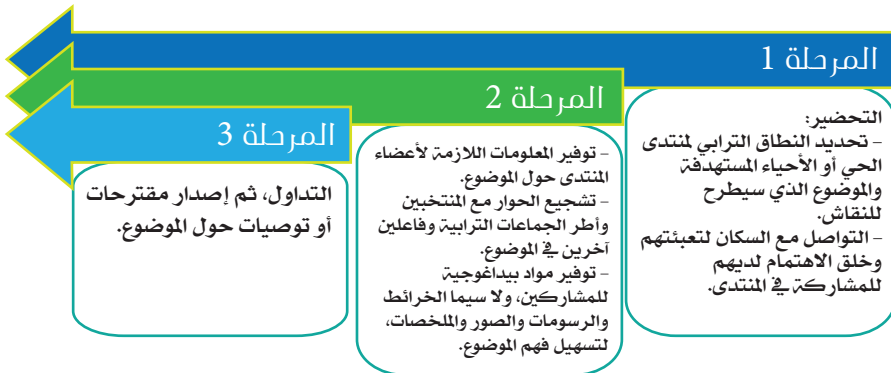 المرحلة 1
التحضير:
- تحديد النطاق الترابي لمنتدى
الحي أو الأحياء المستهدفة
والموضوع الذي سيطرح
للنقاش.
- التواصل مع السكان لتعبئتهم
وخلق الاهتمام لديهم
للمشاركة في المنتدى.
المرحلة 2
- توفير المعلومات اللازمة لأعضاء
المنتدى حول الموضوع.
- تشجيع الحوار مع المنتخبين
وأطر الجماعات الترابية وفاعلين
آخرين في الموضوع.
- توفير مواد بيداغوجية
للمشاركين، ولا سيما الخرائط
والرسومات والصور والملخصات،
لتسهيل فهم الموضوع.
المرحلة 3
التداول، ثم إصدار مقترحات
أو توصيات حول الموضوع.